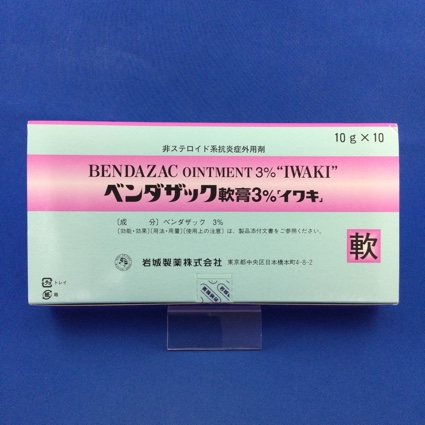 10g×10
非ステロイド系抗炎症外用剤
BENDAZAC OINTMENT 3% "IWAKI"
ベンダザック軟膏3%「イワキ」
〔成 分〕ベンダザック 3%
〔効能・効果〕〔用法・用量〕〔使用上の注意〕は、製品添付文書をご参照ください。
軟
岩城製薬株式会社 東京都中央区日本橋本町4-8-2
トレイ
箱